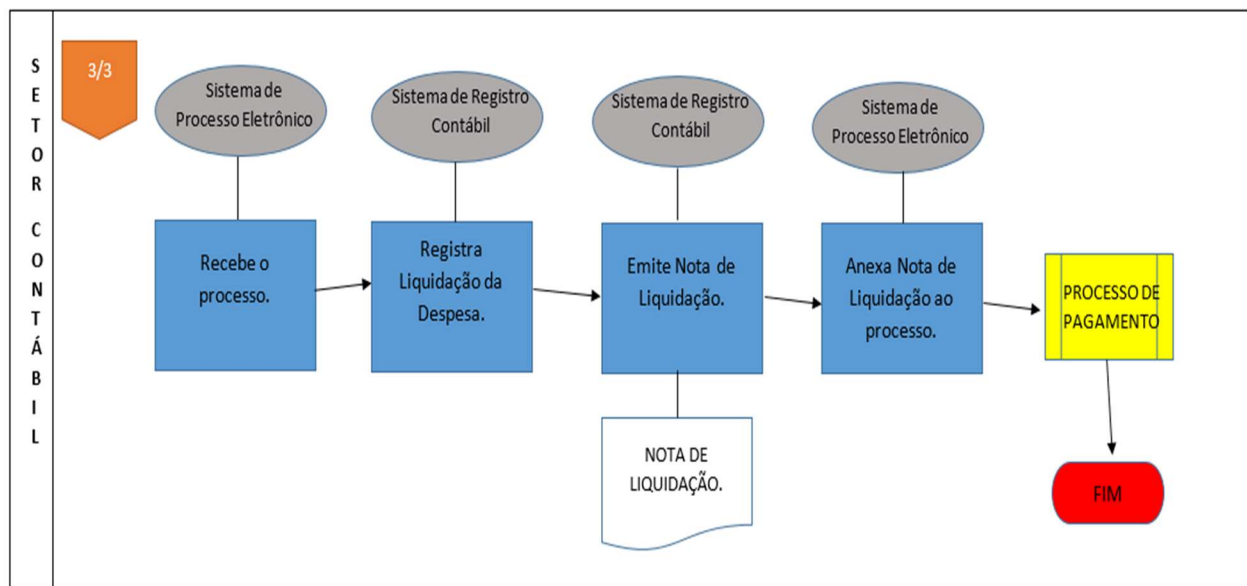 SETOR CONTÁBIL
3/3
Sistema de
Processo Eletrônico
Sistema de Registro
Contábil
Sistema de Registro
Contábil
Sistema de
Processo Eletrônico
Recebe o
processo.
Registra
Liquidação da
Despesa.
Emite Nota de
Liquidação.
Anexa Nota de
Liquidação ao
processo.
PROCESSO DE
PAGAMENTO
NOTA DE
LIQUIDAÇÃO.
FIM